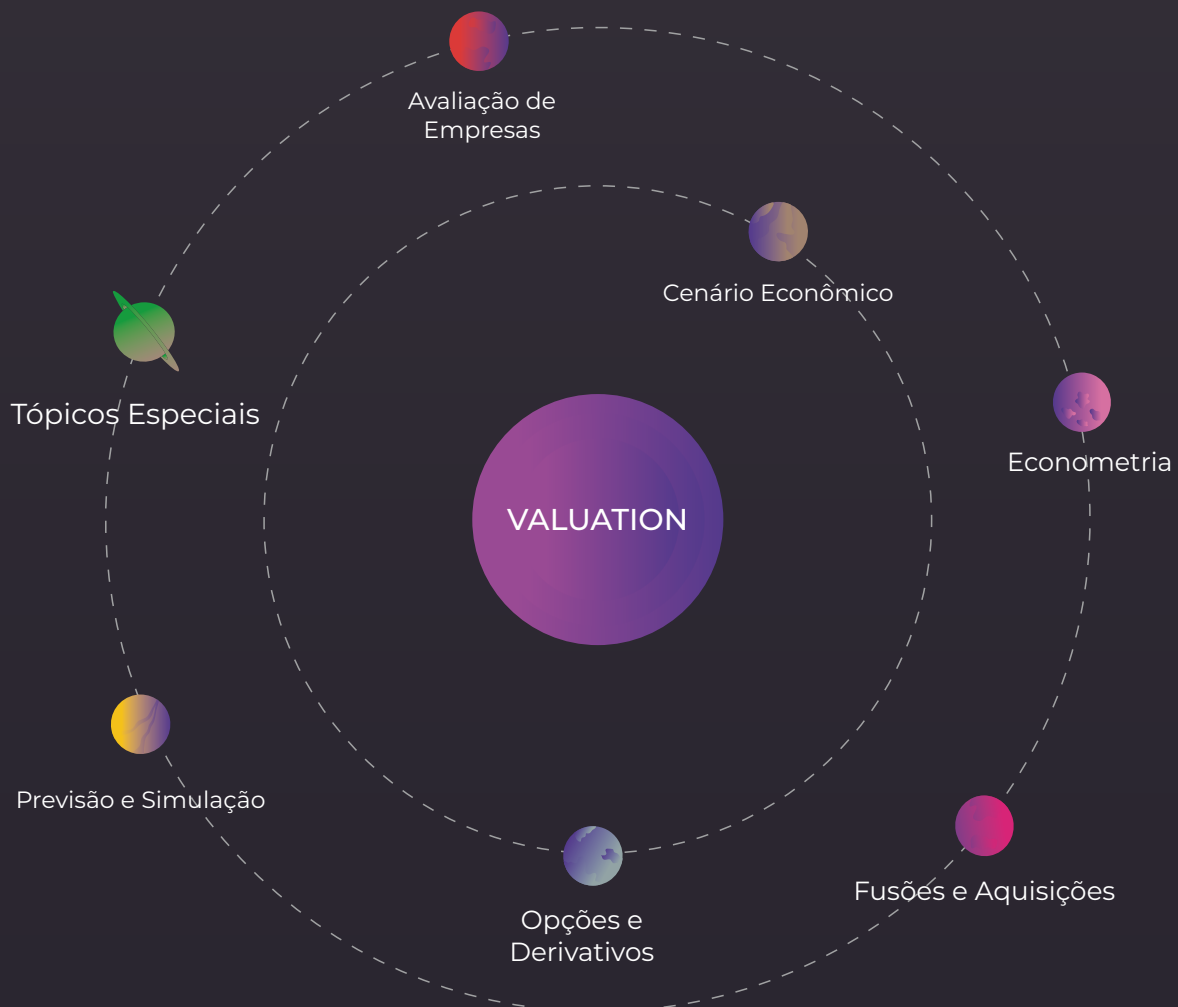 Avaliação de
Empresas
Cenário Econômico
Tópicos Especiais
Econometria
VALUATION
Previsão e Simulação
Fusões e Aquisições
Opções e
Derivativos